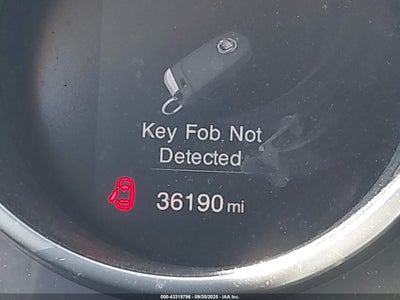 Key Fob Not
Detected
36190 mi
000-43319796 - 09/30/2025 - IAA Inc.